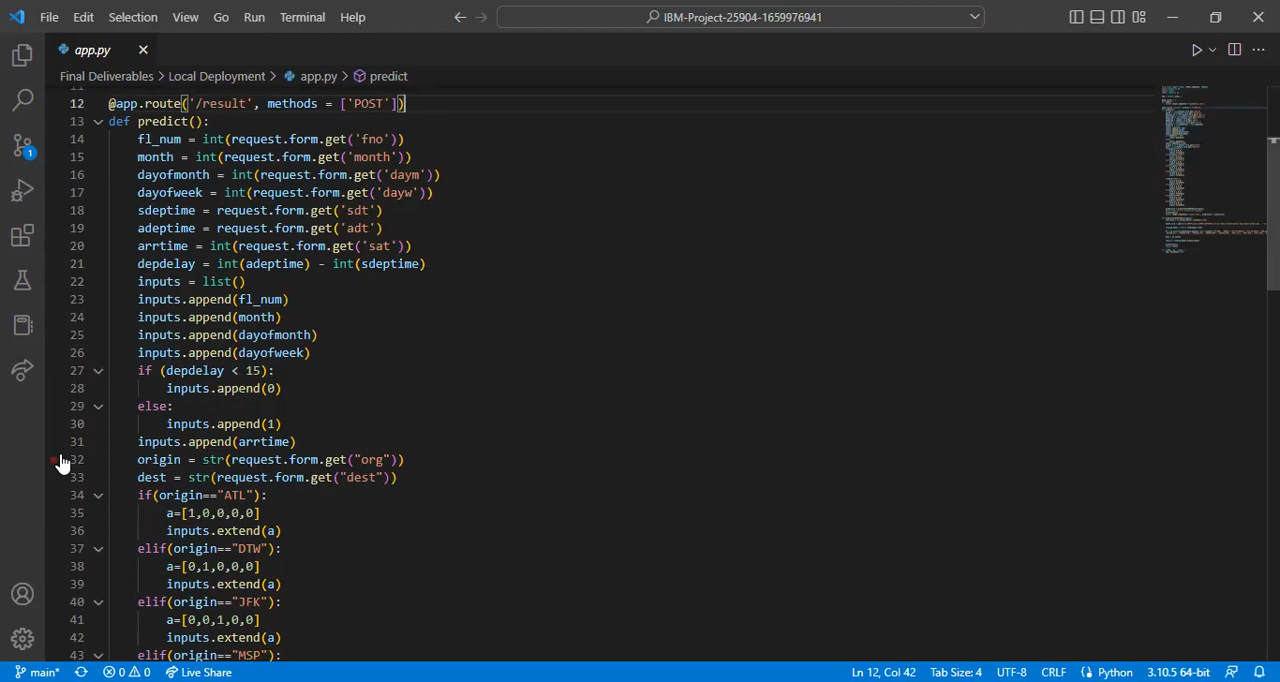 File Edit Selection View Go Run Terminal Help IBM-Project-25904-1659976941
app.py
Final Deliverables > Local Deployment > app.py > predict
11
12 @app.route('/result', methods = ['POST'])
13 def predict():
14 fl_num = int(request.form.get('fno'))
15 month = int(request.form.get('month'))
16 dayofmonth = int(request.form.get('daym'))
17 dayofweek = int(request.form.get('dayw'))
18 sdeptime = request.form.get('sdt')
19 adeptime = request.form.get('adt')
20 arrtime = int(request.form.get('sat'))
21 depdelay = int(adeptime) - int(sdeptime)
22 inputs = list()
23 inputs.append(fl_num)
24 inputs.append(month)
25 inputs.append(dayofmonth)
26 inputs.append(dayofweek)
27 if (depdelay < 15):
28 inputs.append(0)
29 else:
30 inputs.append(1)
31 inputs.append(arrtime)
32 origin = str(request.form.get("org"))
33 dest = str(request.form.get("dest"))
34 if(origin=="ATL"):
35 a=[1,0,0,0,0]
36 inputs.extend(a)
37 elif(origin=="DTW"):
38 a=[0,1,0,0,0]
39 inputs.extend(a)
40 elif(origin=="JFK"):
41 a=[0,0,1,0,0]
42 inputs.extend(a)
43 elif(origin=="MSP"):
1
main* 0 0 Live Share Ln 12, Col 42 Tab Size: 4 UTF-8 CRLF Python 3.10.5 64-bit